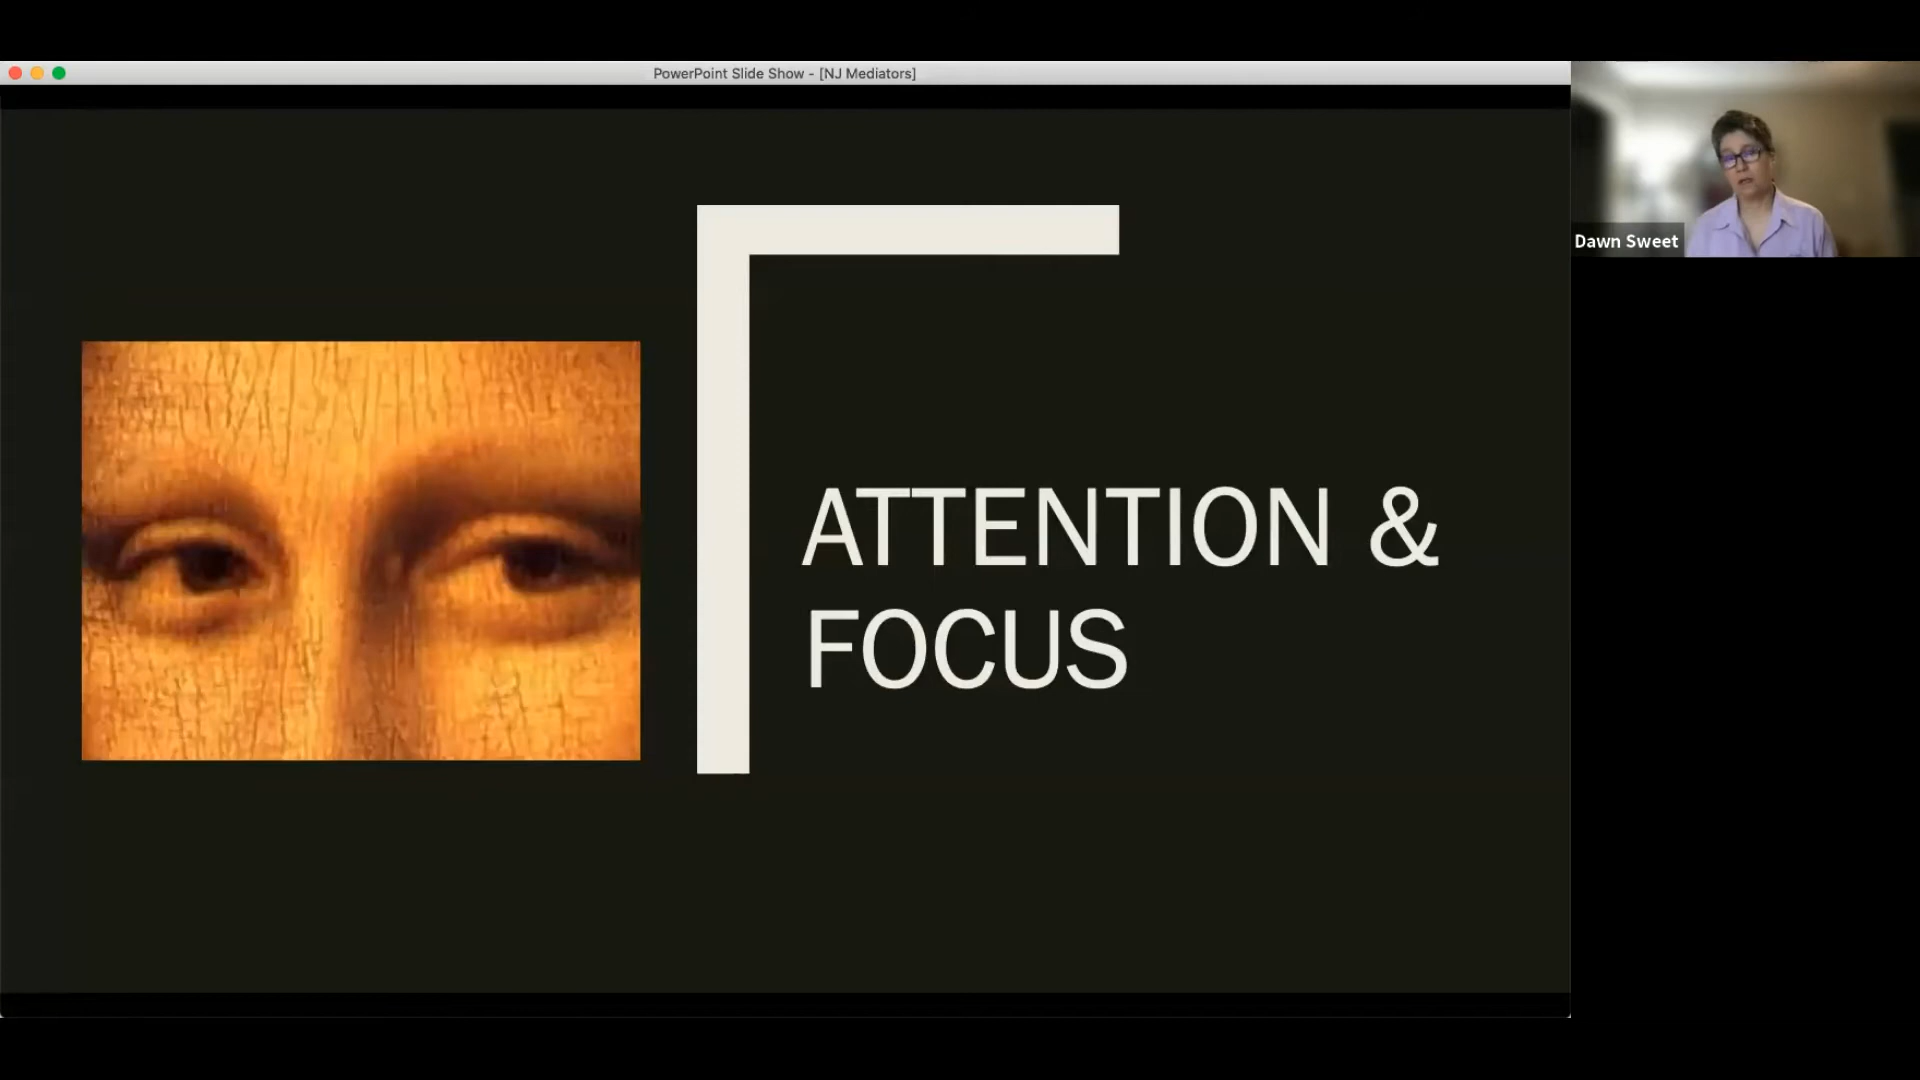 PowerPoint Slide Show - [NJ Mediators]
Dawn Sweet
ATTENTION &
FOCUS